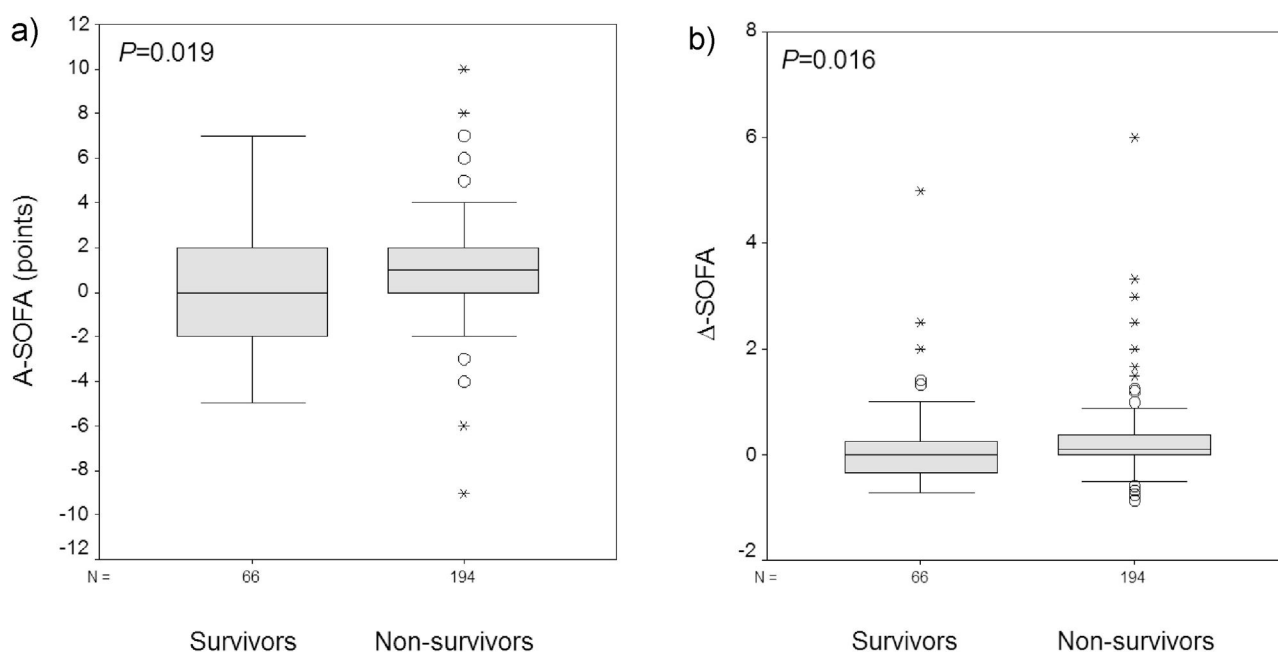 a)
P=0.019
A-SOFA (points)
12
10
8
6
4
2
0
-2
-4
-6
-8
-10
-12
N =
66
194
Survivors
Non-survivors
b)
P=0.016
Δ-SOFA
8
6
4
2
0
-2
N =
66
194
Survivors
Non-survivors